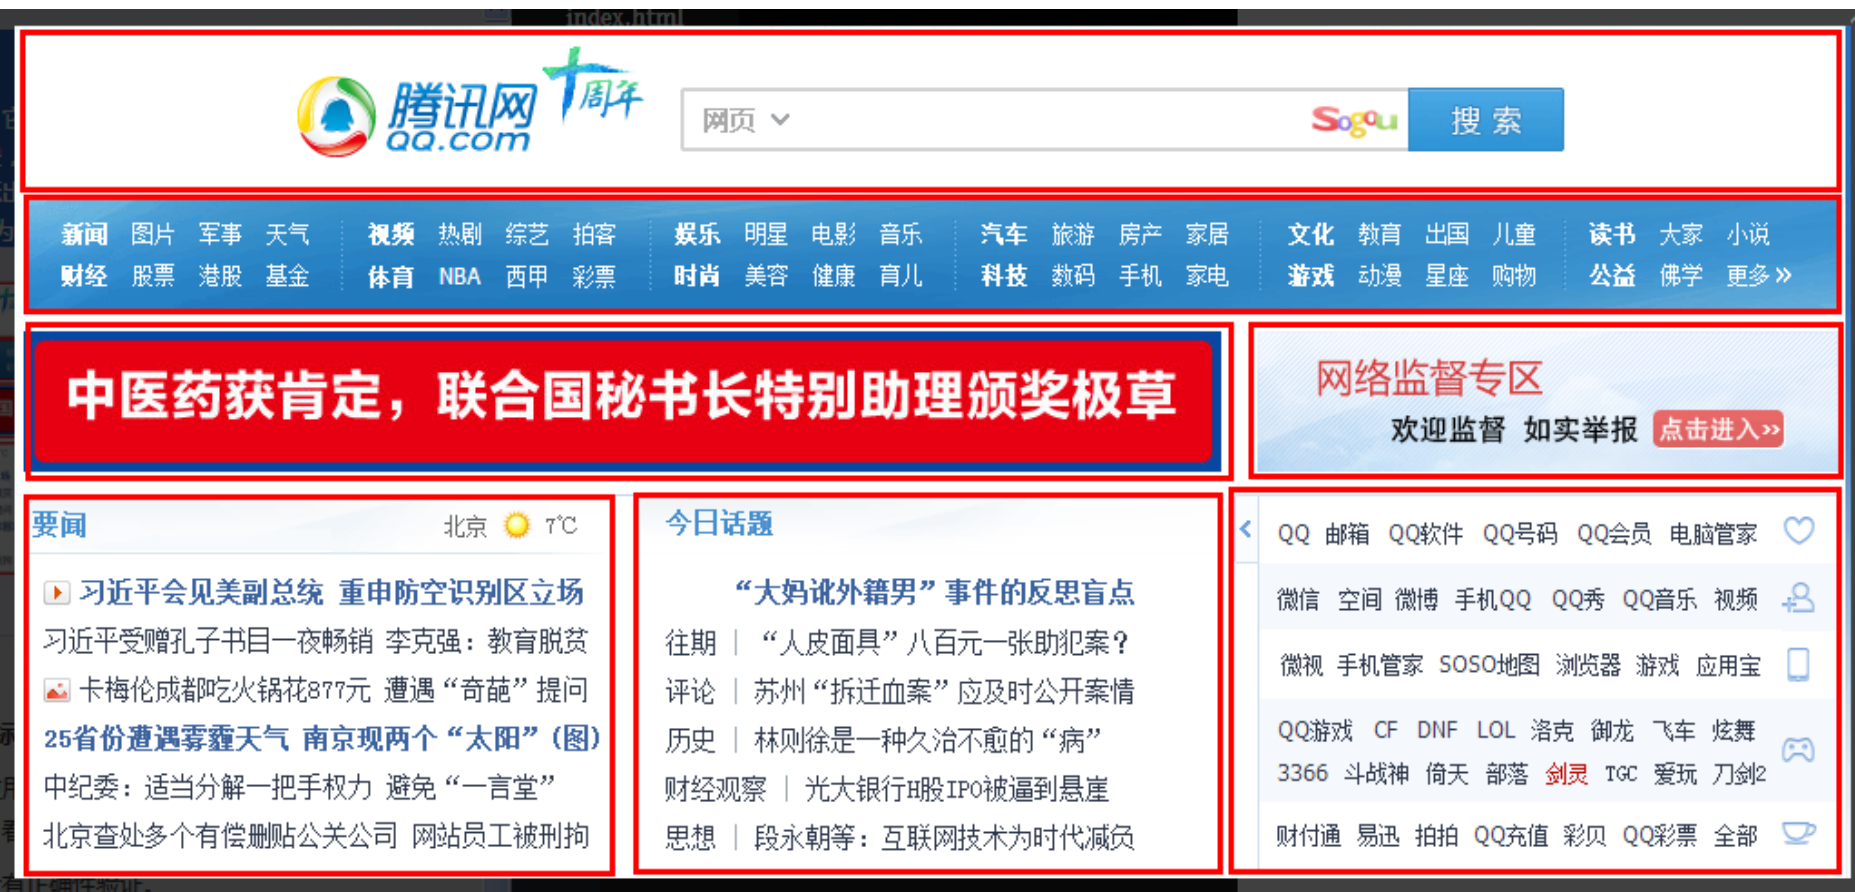 index.html
腾讯网 十周年
QQ.com
网页 Sogou 搜索
新闻 图片 军事 天气 视频 热剧 综艺 拍客 娱乐 明星 电影 音乐 汽车 旅游 房产 家居 文化 教育 出国 儿童 读书 大家 小说
财经 股票 港股 基金 体育 NBA 西甲 彩票 时尚 美容 健康 育儿 科技 数码 手机 家电 游戏 动漫 星座 购物 公益 佛学 更多»
中医药获肯定，联合国秘书长特别助理颁奖极草
网络监督专区
欢迎监督 如实举报 点击进入»
要闻 北京 7℃
习近平会见美副总统 重申防空识别区立场
习近平受赠孔子书目一夜畅销 李克强：教育脱贫
卡梅伦成都吃火锅花877元 遭遇“奇葩”提问
25省份遭遇雾霾天气 南京现两个“太阳”(图)
中纪委：适当分解一把手权力 避免“一言堂”
北京查处多个有偿删贴公关公司 网站员工被刑拘
今日话题
“大妈讹外籍男”事件的反思盲点
往期｜“人皮面具”八百元一张助犯案？
评论｜苏州“拆迁血案”应及时公开案情
历史｜林则徐是一种久治不愈的“病”
财经观察｜光大银行H股IPO被逼到悬崖
思想｜段永朝等：互联网技术为时代减负
QQ 邮箱 QQ软件 QQ号码 QQ会员 电脑管家
微信 空间 微博 手机QQ QQ秀 QQ音乐 视频
微视 手机管家 SOSO地图 浏览器 游戏 应用宝
QQ游戏 CF DNF LOL 洛克 御龙 飞车 炫舞
3366 斗战神 倚天 部落 剑灵 TGC 爱玩 刀剑2
财付通 易迅 拍拍 QQ充值 彩贝 QQ彩票 全部